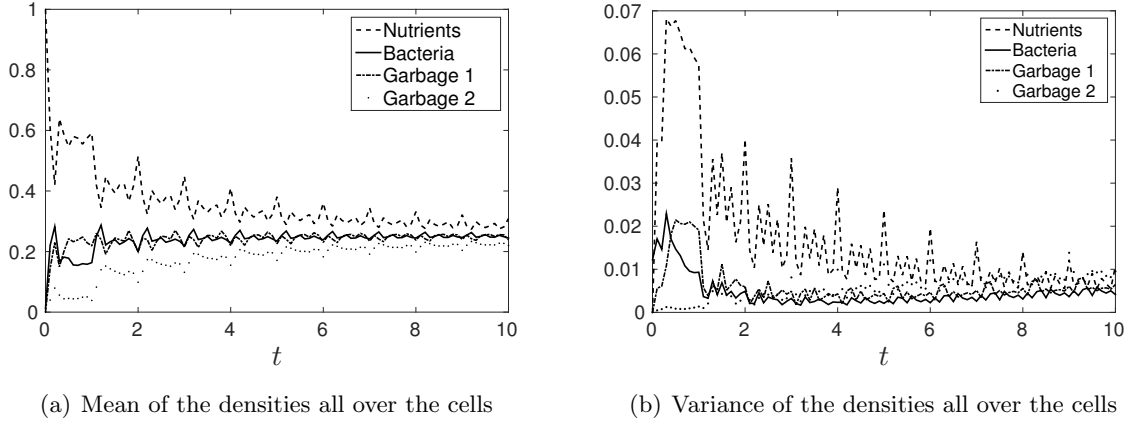 1
0.8
0.6
0.4
0.2
0
0 2 4 6 8 10
t
Nutrients
Bacteria
Garbage 1
Garbage 2
(a) Mean of the densities all over the cells
0.07
0.06
0.05
0.04
0.03
0.02
0.01
0
0 2 4 6 8 10
t
Nutrients
Bacteria
Garbage 1
Garbage 2
(b) Variance of the densities all over the cells